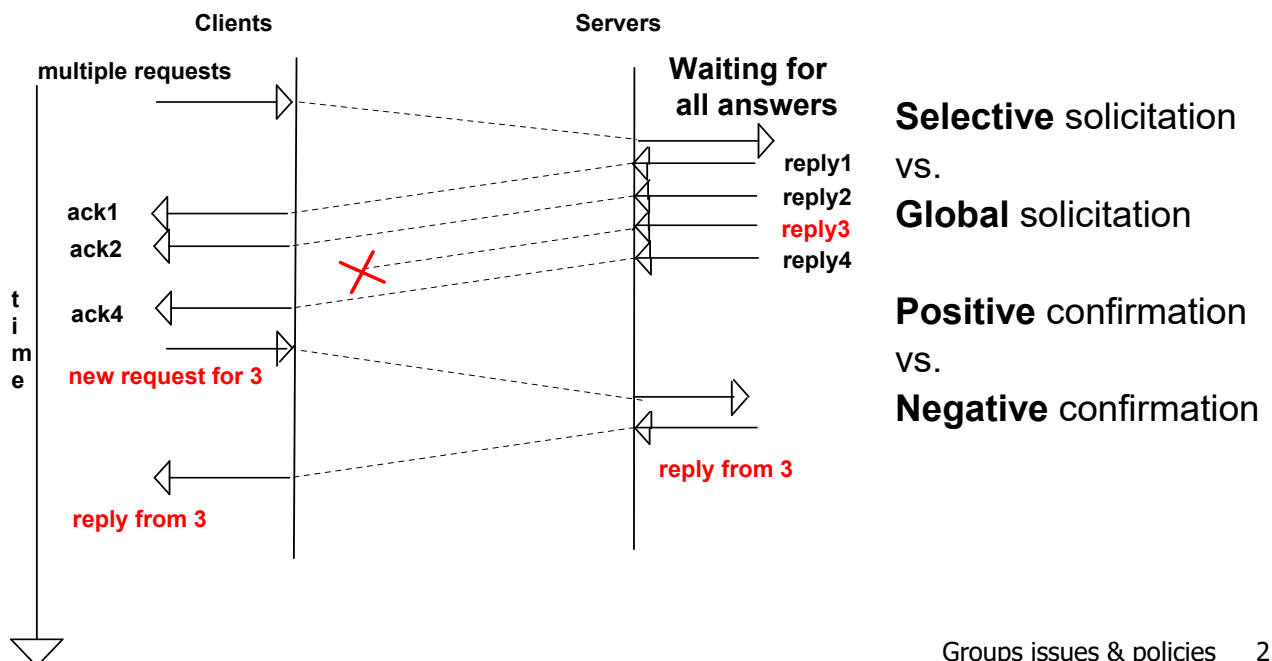 Clients
Servers
multiple requests
Waiting for
all answers
Selective solicitation
vs.
Global solicitation
reply1
reply2
reply3
reply4
ack1
ack2
ack4
time
new request for 3
Positive confirmation
vs.
Negative confirmation
reply from 3
reply from 3
Groups issues & policies 2